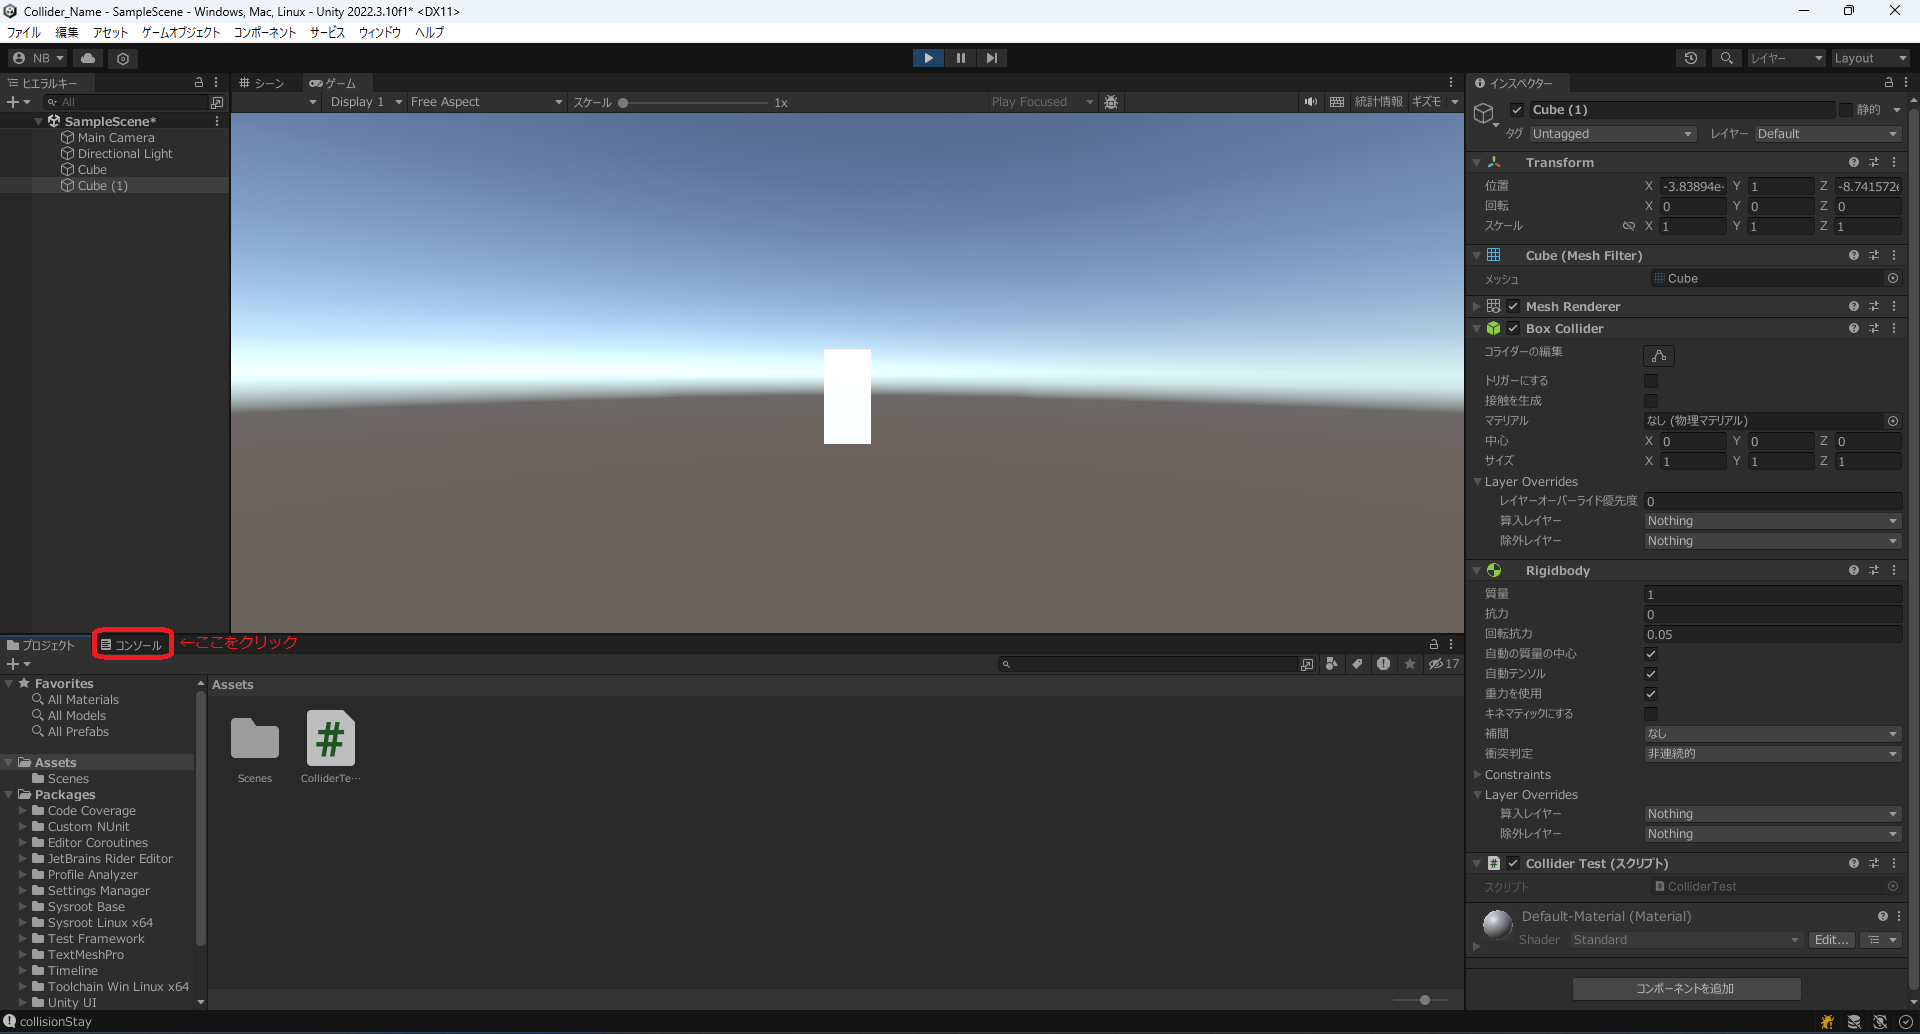 Collider_Name - SampleScene - Windows, Mac, Linux - Unity 2022.3.10f1* <DX11>
ファイル 編集 アセット ゲームオブジェクト コンポーネント サービス ウィンドウ ヘルプ
NB
レイヤー Layout
ヒエラルキー
All
SampleScene*
Main Camera
Directional Light
Cube
Cube (1)
シーン ゲーム
Display 1 Free Aspect スケール 1x Play Focused 統計情報 ギズモ
インスペクター
Cube (1) 静的
タグ Untagged レイヤー Default
Transform
位置 X -3.83894e- Y 1 Z -8.741572e
回転 X 0 Y 0 Z 0
スケール X 1 Y 1 Z 1
Cube (Mesh Filter)
メッシュ Cube
Mesh Renderer
Box Collider
コライダーの編集
トリガーにする
接触を生成
マテリアル なし (物理マテリアル)
中心 X 0 Y 0 Z 0
サイズ X 1 Y 1 Z 1
Layer Overrides
レイヤーオーバーライド優先度 0
算入レイヤー Nothing
除外レイヤー Nothing
Rigidbody
質量 1
抗力 0
回転抗力 0.05
自動の質量の中心
自動テンソル
重力を使用
キネマティックにする
補間 なし
衝突判定 非連続的
Constraints
Layer Overrides
算入レイヤー Nothing
除外レイヤー Nothing
Collider Test (スクリプト)
スクリプト ColliderTest
Default-Material (Material)
Shader Standard Edit...
コンポーネントを追加
プロジェクト コンソール ←ここをクリック
17
Favorites
All Materials
All Models
All Prefabs
Assets
Scenes
Packages
Code Coverage
Custom NUnit
Editor Coroutines
JetBrains Rider Editor
Profile Analyzer
Settings Manager
Sysroot Base
Sysroot Linux x64
Test Framework
TextMeshPro
Timeline
Toolchain Win Linux x64
Unity UI
Assets
Scenes ColliderTe...
collisionStay